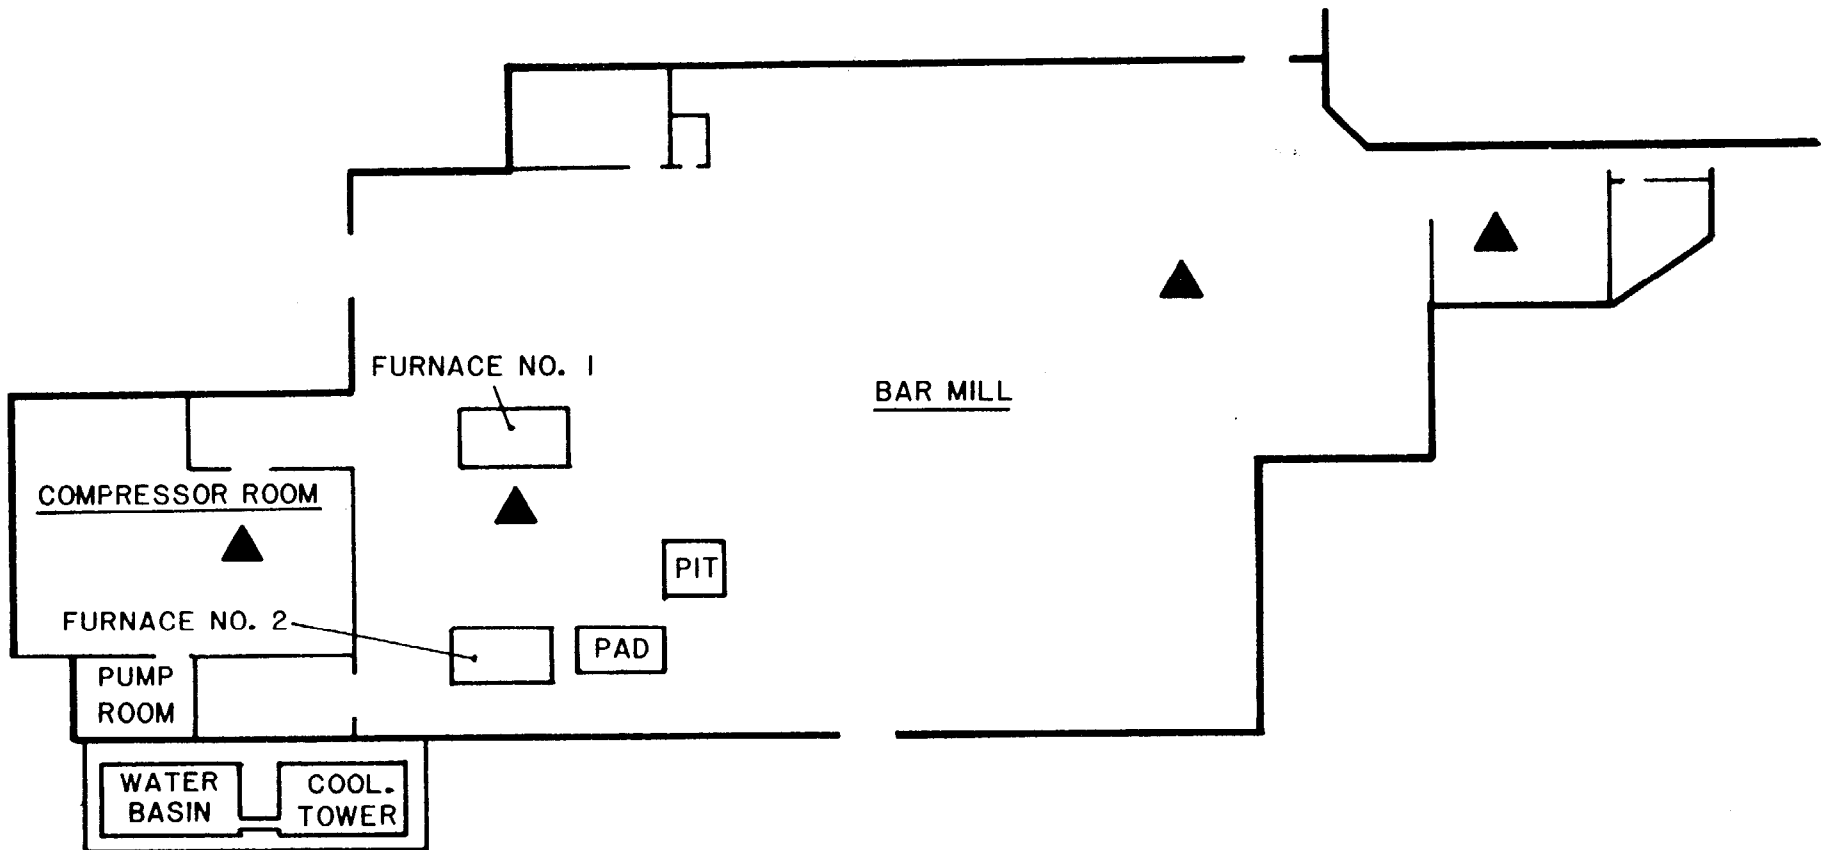 FURNACE NO. 1
BAR MILL
COMPRESSOR ROOM
PIT
FURNACE NO. 2
PAD
PUMP
ROOM
WATER
BASIN
COOL.
TOWER